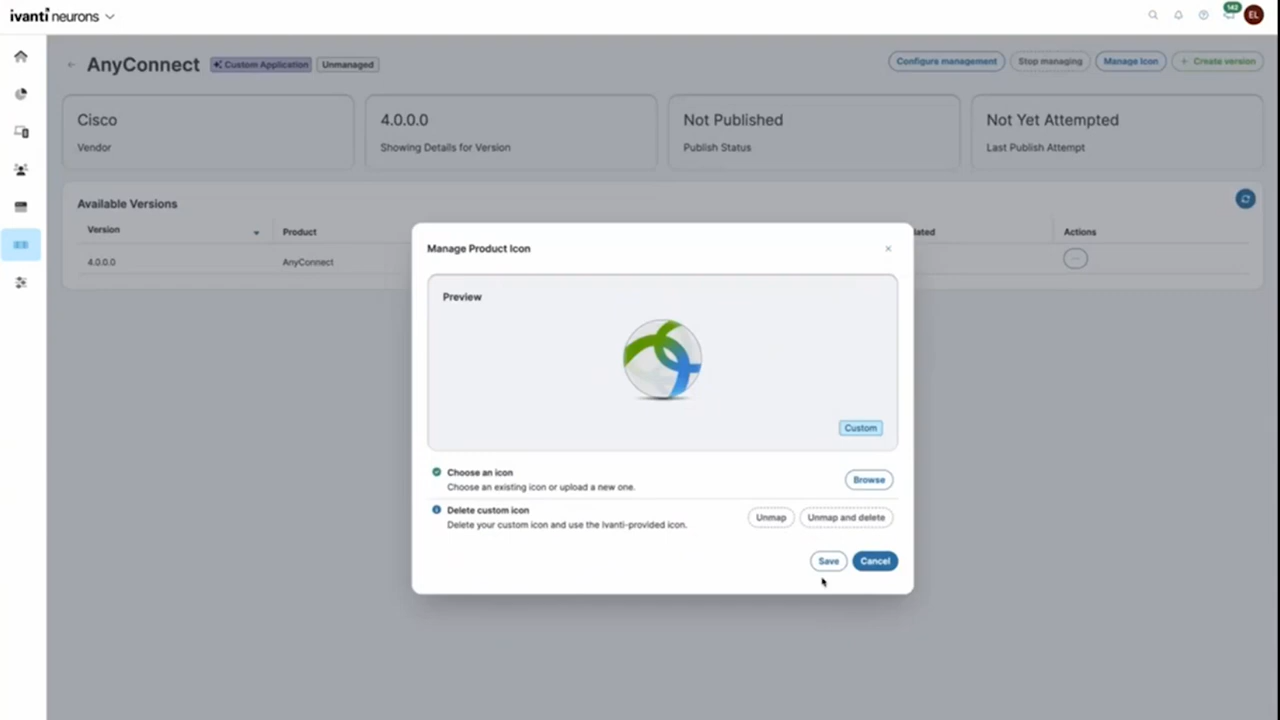 ivanti neurons
142
EL
AnyConnect
Custom Application
Unmanaged
Configure management
Stop managing
Manage Icon
+ Create version
Cisco
Vendor
4.0.0.0
Showing Details for Version
Not Published
Publish Status
Not Yet Attempted
Last Publish Attempt
Available Versions
Version
Product
Actions
4.0.0.0
AnyConnect
Manage Product Icon
Preview
Custom
Choose an icon
Choose an existing icon or upload a new one.
Browse
Delete custom icon
Delete your custom icon and use the Ivanti-provided icon.
Unmap
Unmap and delete
Save
Cancel